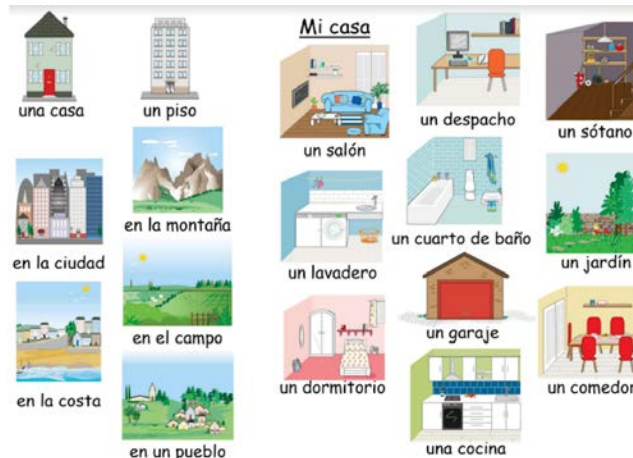 Mi casa
una casa
un piso
un salón
un despacho
un sótano
en la ciudad
en la montaña
un lavadero
un cuarto de baño
un jardín
en la costa
en el campo
un dormitorio
un garaje
un comedor
en un pueblo
una cocina